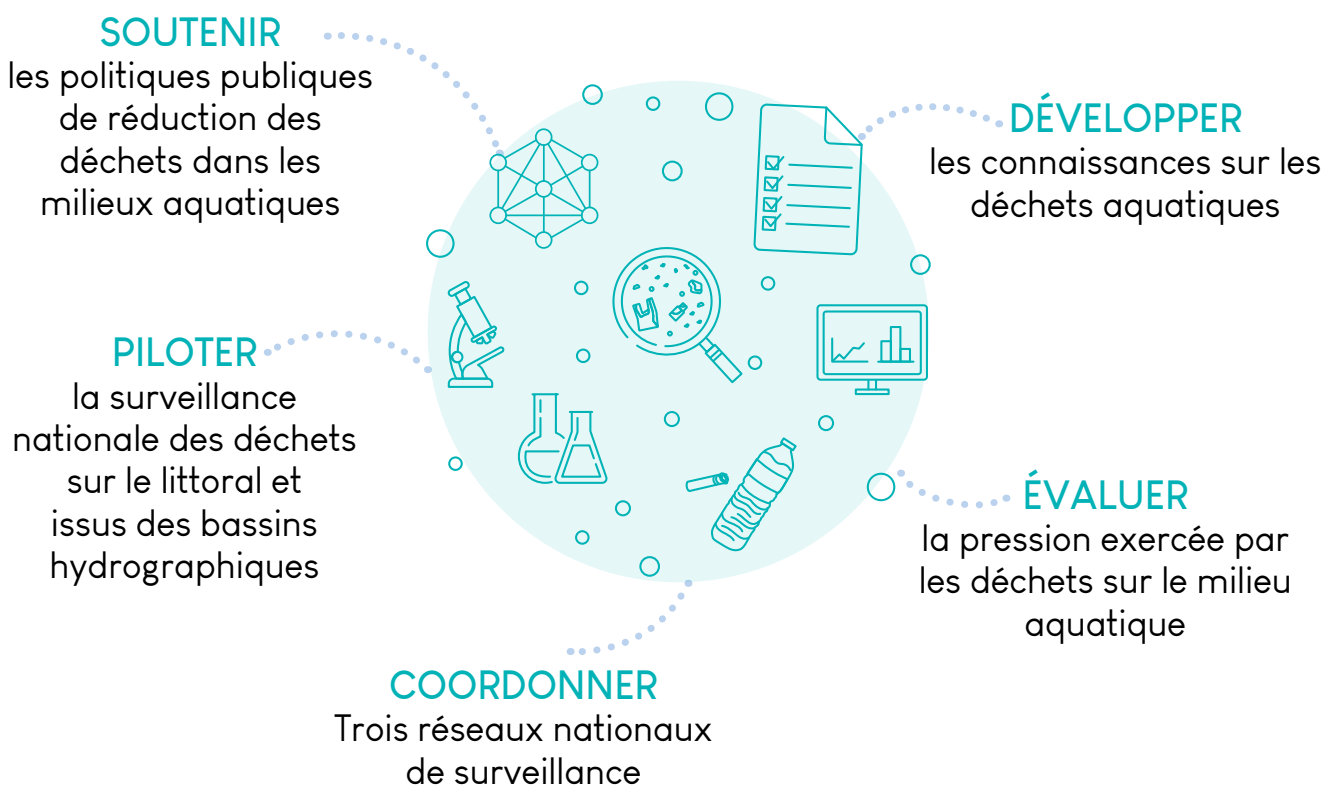 SOUTENIR
les politiques publiques
de réduction des
déchets dans les
milieux aquatiques
DÉVELOPPER
les connaissances sur les
déchets aquatiques
PILOTER
la surveillance
nationale des déchets
sur le littoral et
issus des bassins
hydrographiques
ÉVALUER
la pression exercée par
les déchets sur le milieu
aquatique
COORDONNER
Trois réseaux nationaux
de surveillance